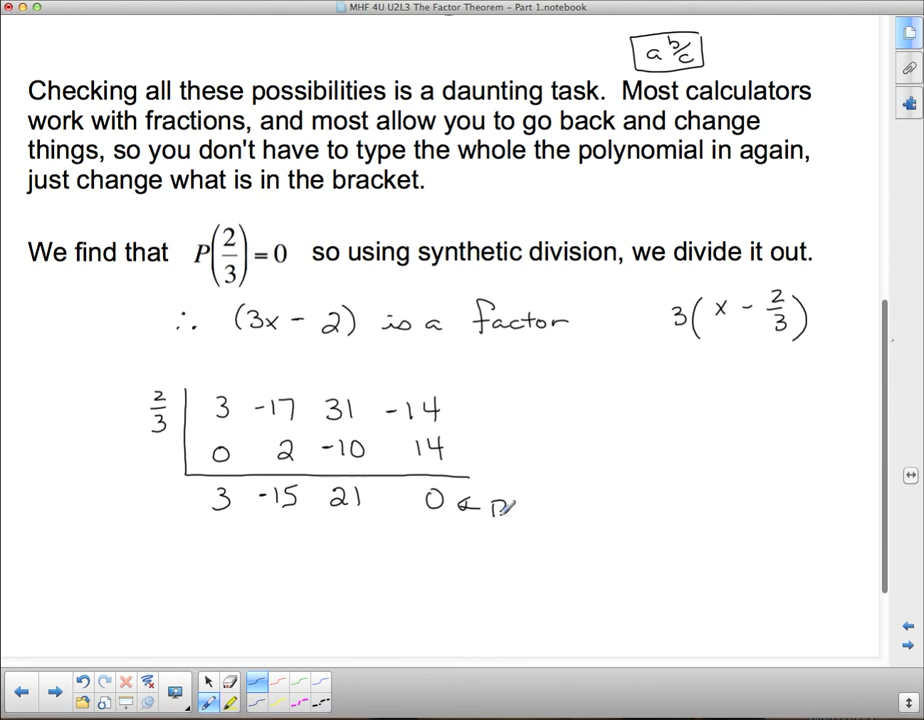 MHF 4U U2L3 The Factor Theorem – Part 1.notebook
a b/c
Checking all these possibilities is a daunting task.  Most calculators
work with fractions, and most allow you to go back and change
things, so you don't have to type the whole the polynomial in again,
just change what is in the bracket.
We find that P(2/3) = 0 so using synthetic division, we divide it out.
∴ (3x - 2) is a factor 3(x - 2/3)
2/3 | 3 -17 31 -14
0 2 -10 14
3 -15 21 0 ←